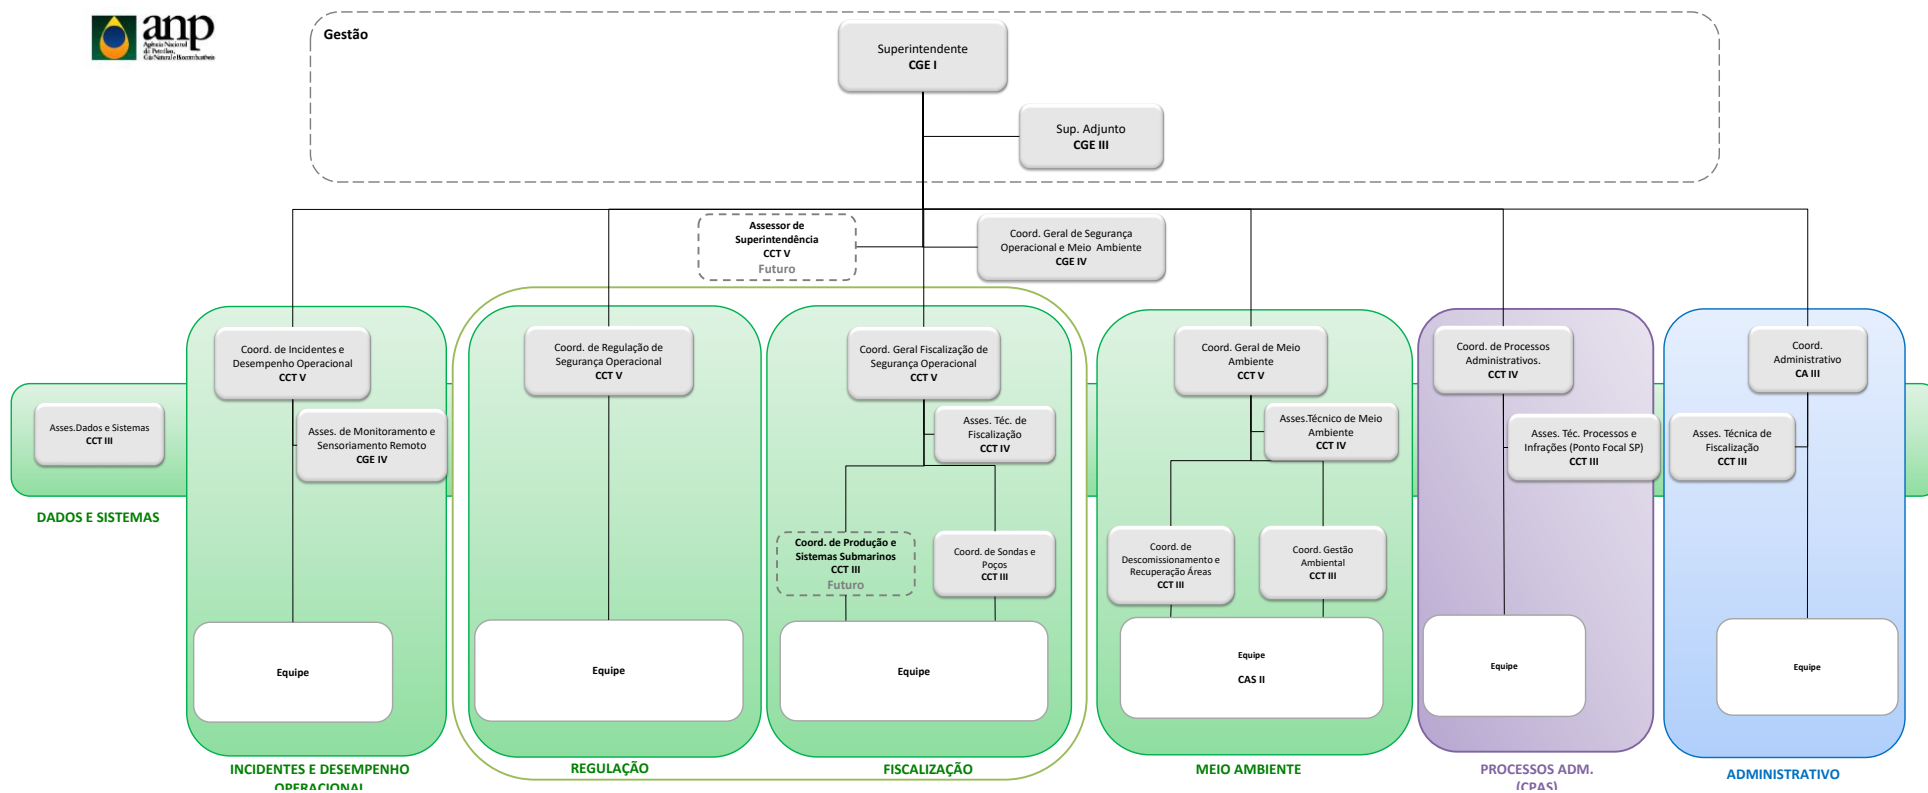 anp
Agência Nacional
do Petróleo,
Gás Natural e Biocombustíveis
Gestão
Superintendente
CGE I
Sup. Adjunto
CGE III
Assessor de
Superintendência
CCT V
Futuro
Coord. Geral de Segurança
Operacional e Meio Ambiente
CGE IV
Asses.Dados e Sistemas
CCT III
DADOS E SISTEMAS
Coord. de Incidentes e
Desempenho Operacional
CCT V
Asses. de Monitoramento e
Sensoriamento Remoto
CGE IV
Equipe
INCIDENTES E DESEMPENHO
OPERACIONAL
Coord. de Regulação de
Segurança Operacional
CCT V
Equipe
REGULAÇÃO
Coord. Geral Fiscalização de
Segurança Operacional
CCT V
Asses. Téc. de
Fiscalização
CCT IV
Coord. de Produção e
Sistemas Submarinos
CCT III
Futuro
Coord. de Sondas e
Poços
CCT III
Equipe
FISCALIZAÇÃO
Coord. Geral de Meio
Ambiente
CCT V
Asses.Técnico de Meio
Ambiente
CCT IV
Coord. de
Descomissionamento e
Recuperação Áreas
CCT III
Coord. Gestão
Ambiental
CCT III
Equipe
CAS II
MEIO AMBIENTE
Coord. de Processos
Administrativos.
CCT IV
Asses. Téc. Processos e
Infrações (Ponto Focal SP)
CCT III
Equipe
PROCESSOS ADM.
(CPAS)
Coord.
Administrativo
CA III
Asses. Técnica de
Fiscalização
CCT III
Equipe
ADMINISTRATIVO